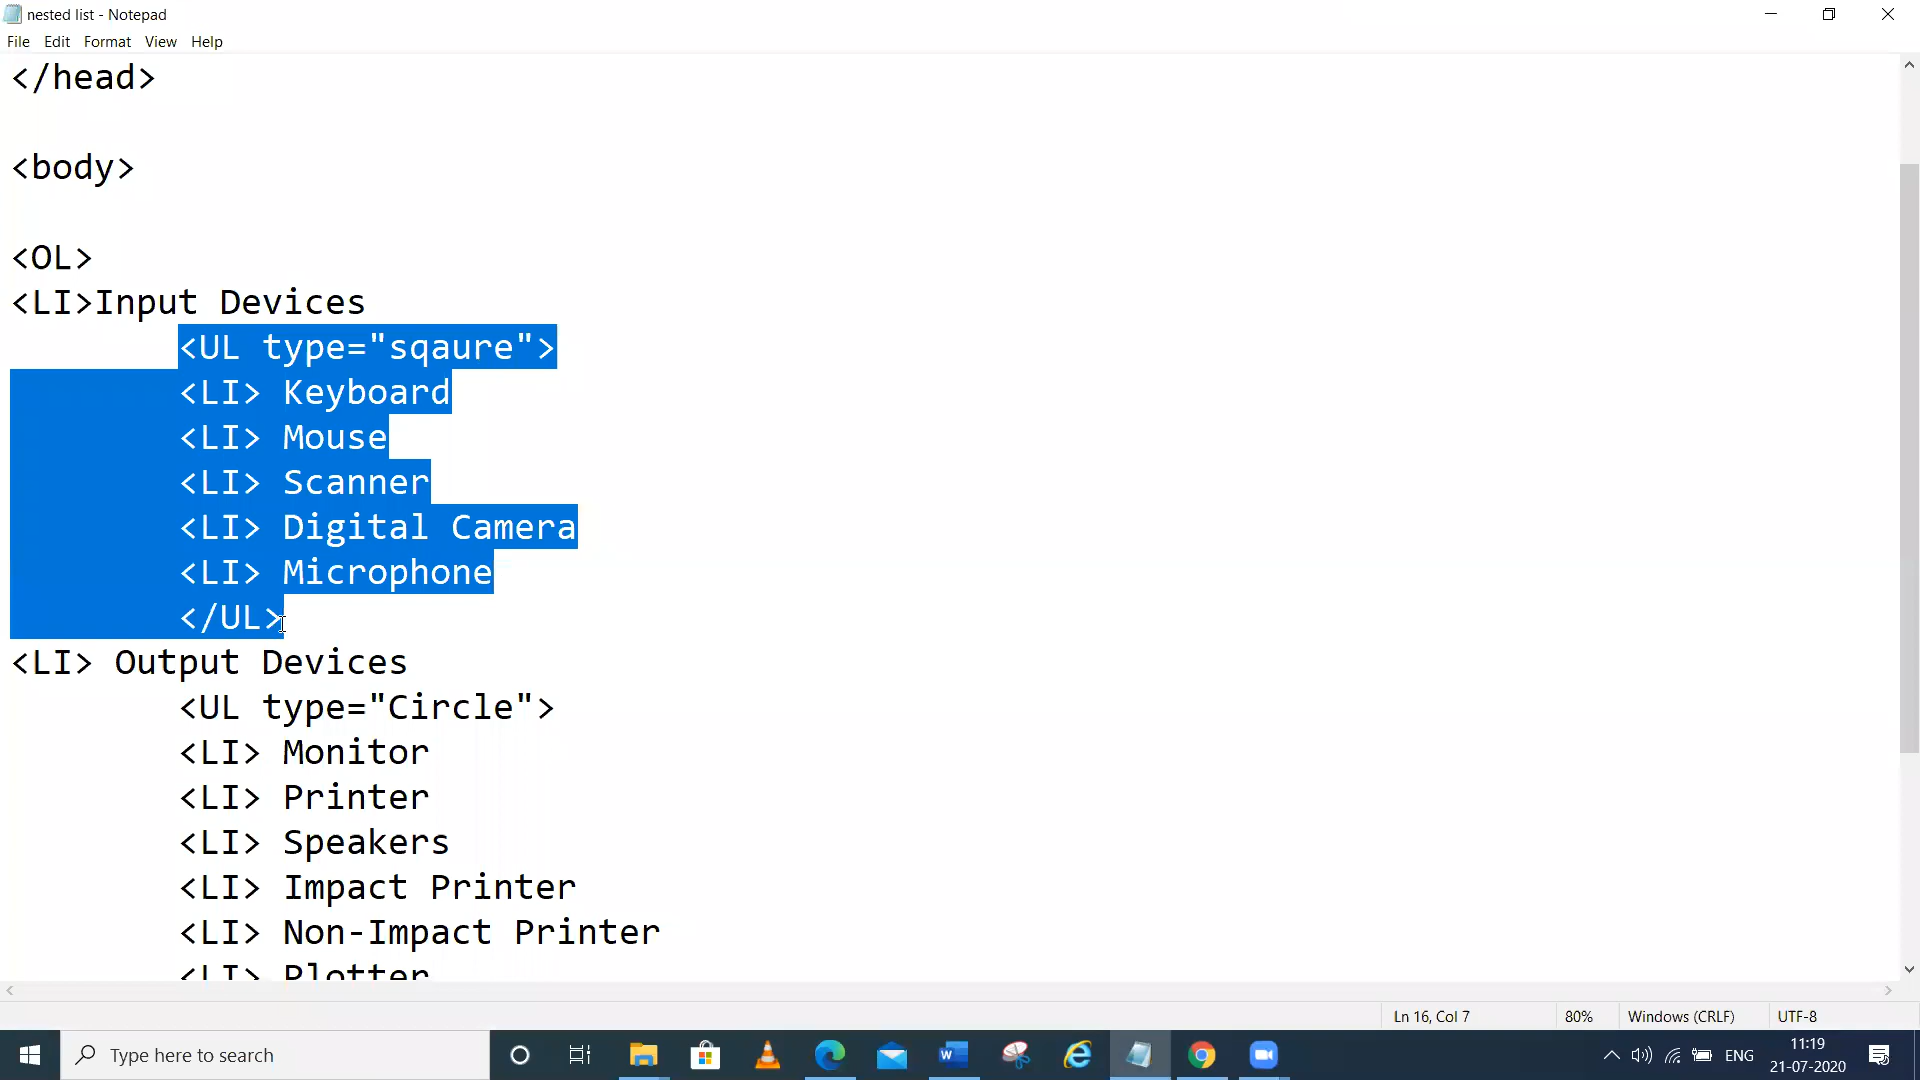 nested list - Notepad
File Edit Format View Help
</head>
<body>
<OL>
<LI>Input Devices
<UL type="sqaure">
<LI> Keyboard
<LI> Mouse
<LI> Scanner
<LI> Digital Camera
<LI> Microphone
</UL>
<LI> Output Devices
<UL type="Circle">
<LI> Monitor
<LI> Printer
<LI> Speakers
<LI> Impact Printer
<LI> Non-Impact Printer
<LI> Plotter
Ln 16, Col 7 80% Windows (CRLF) UTF-8
Type here to search
ENG
11:19
21-07-2020